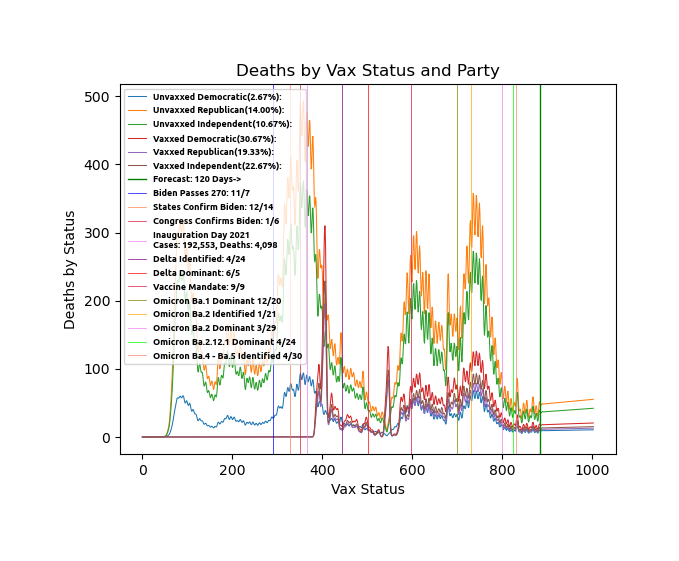 Deaths by Vax Status and Party
500
400
300
200
100
0
Deaths by Status
Unvaxxed Democratic(2.67%):
Unvaxxed Republican(14.00%):
Unvaxxed Independent(10.67%):
Vaxxed Democratic(30.67%):
Vaxxed Republican(19.33%):
Vaxxed Independent(22.67%):
Forecast: 120 Days->
Biden Passes 270: 11/7
States Confirm Biden: 12/14
Congress Confirms Biden: 1/6
Inauguration Day 2021
Cases: 192,553, Deaths: 4,098
Delta Identified: 4/24
Delta Dominant: 6/5
Vaccine Mandate: 9/9
Omicron Ba.1 Dominant 12/20
Omicron Ba.2 Identified 1/21
Omicron Ba.2 Dominant 3/29
Omicron Ba.2.12.1 Dominant 4/24
Omicron Ba.4 - Ba.5 Identified 4/30
0 200 400 600 800 1000
Vax Status